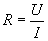 R = U/I